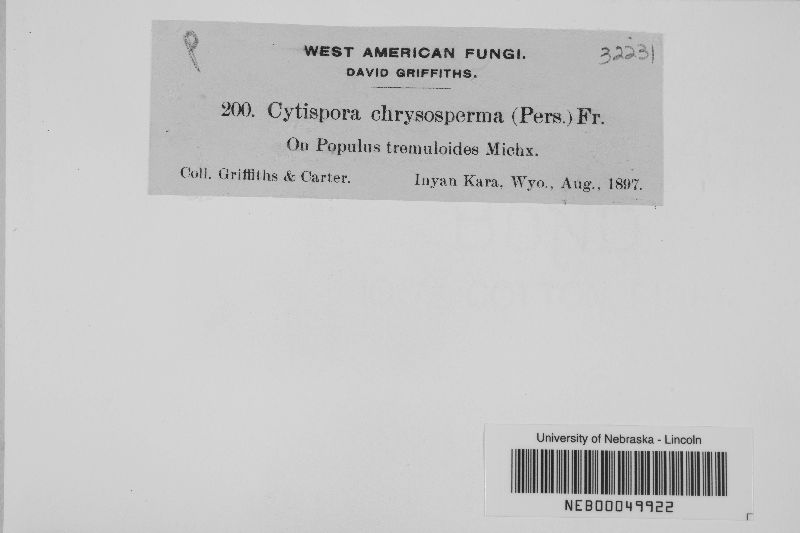 WEST AMERICAN FUNGI.
32231
DAVID GRIFFITHS.
200. Cytispora chrysosperma (Pers.) Fr.
On Populus tremuloides Michx.
Coll. Griffiths & Carter. Inyan Kara, Wyo., Aug., 1897.
University of Nebraska - Lincoln
NEB00049922